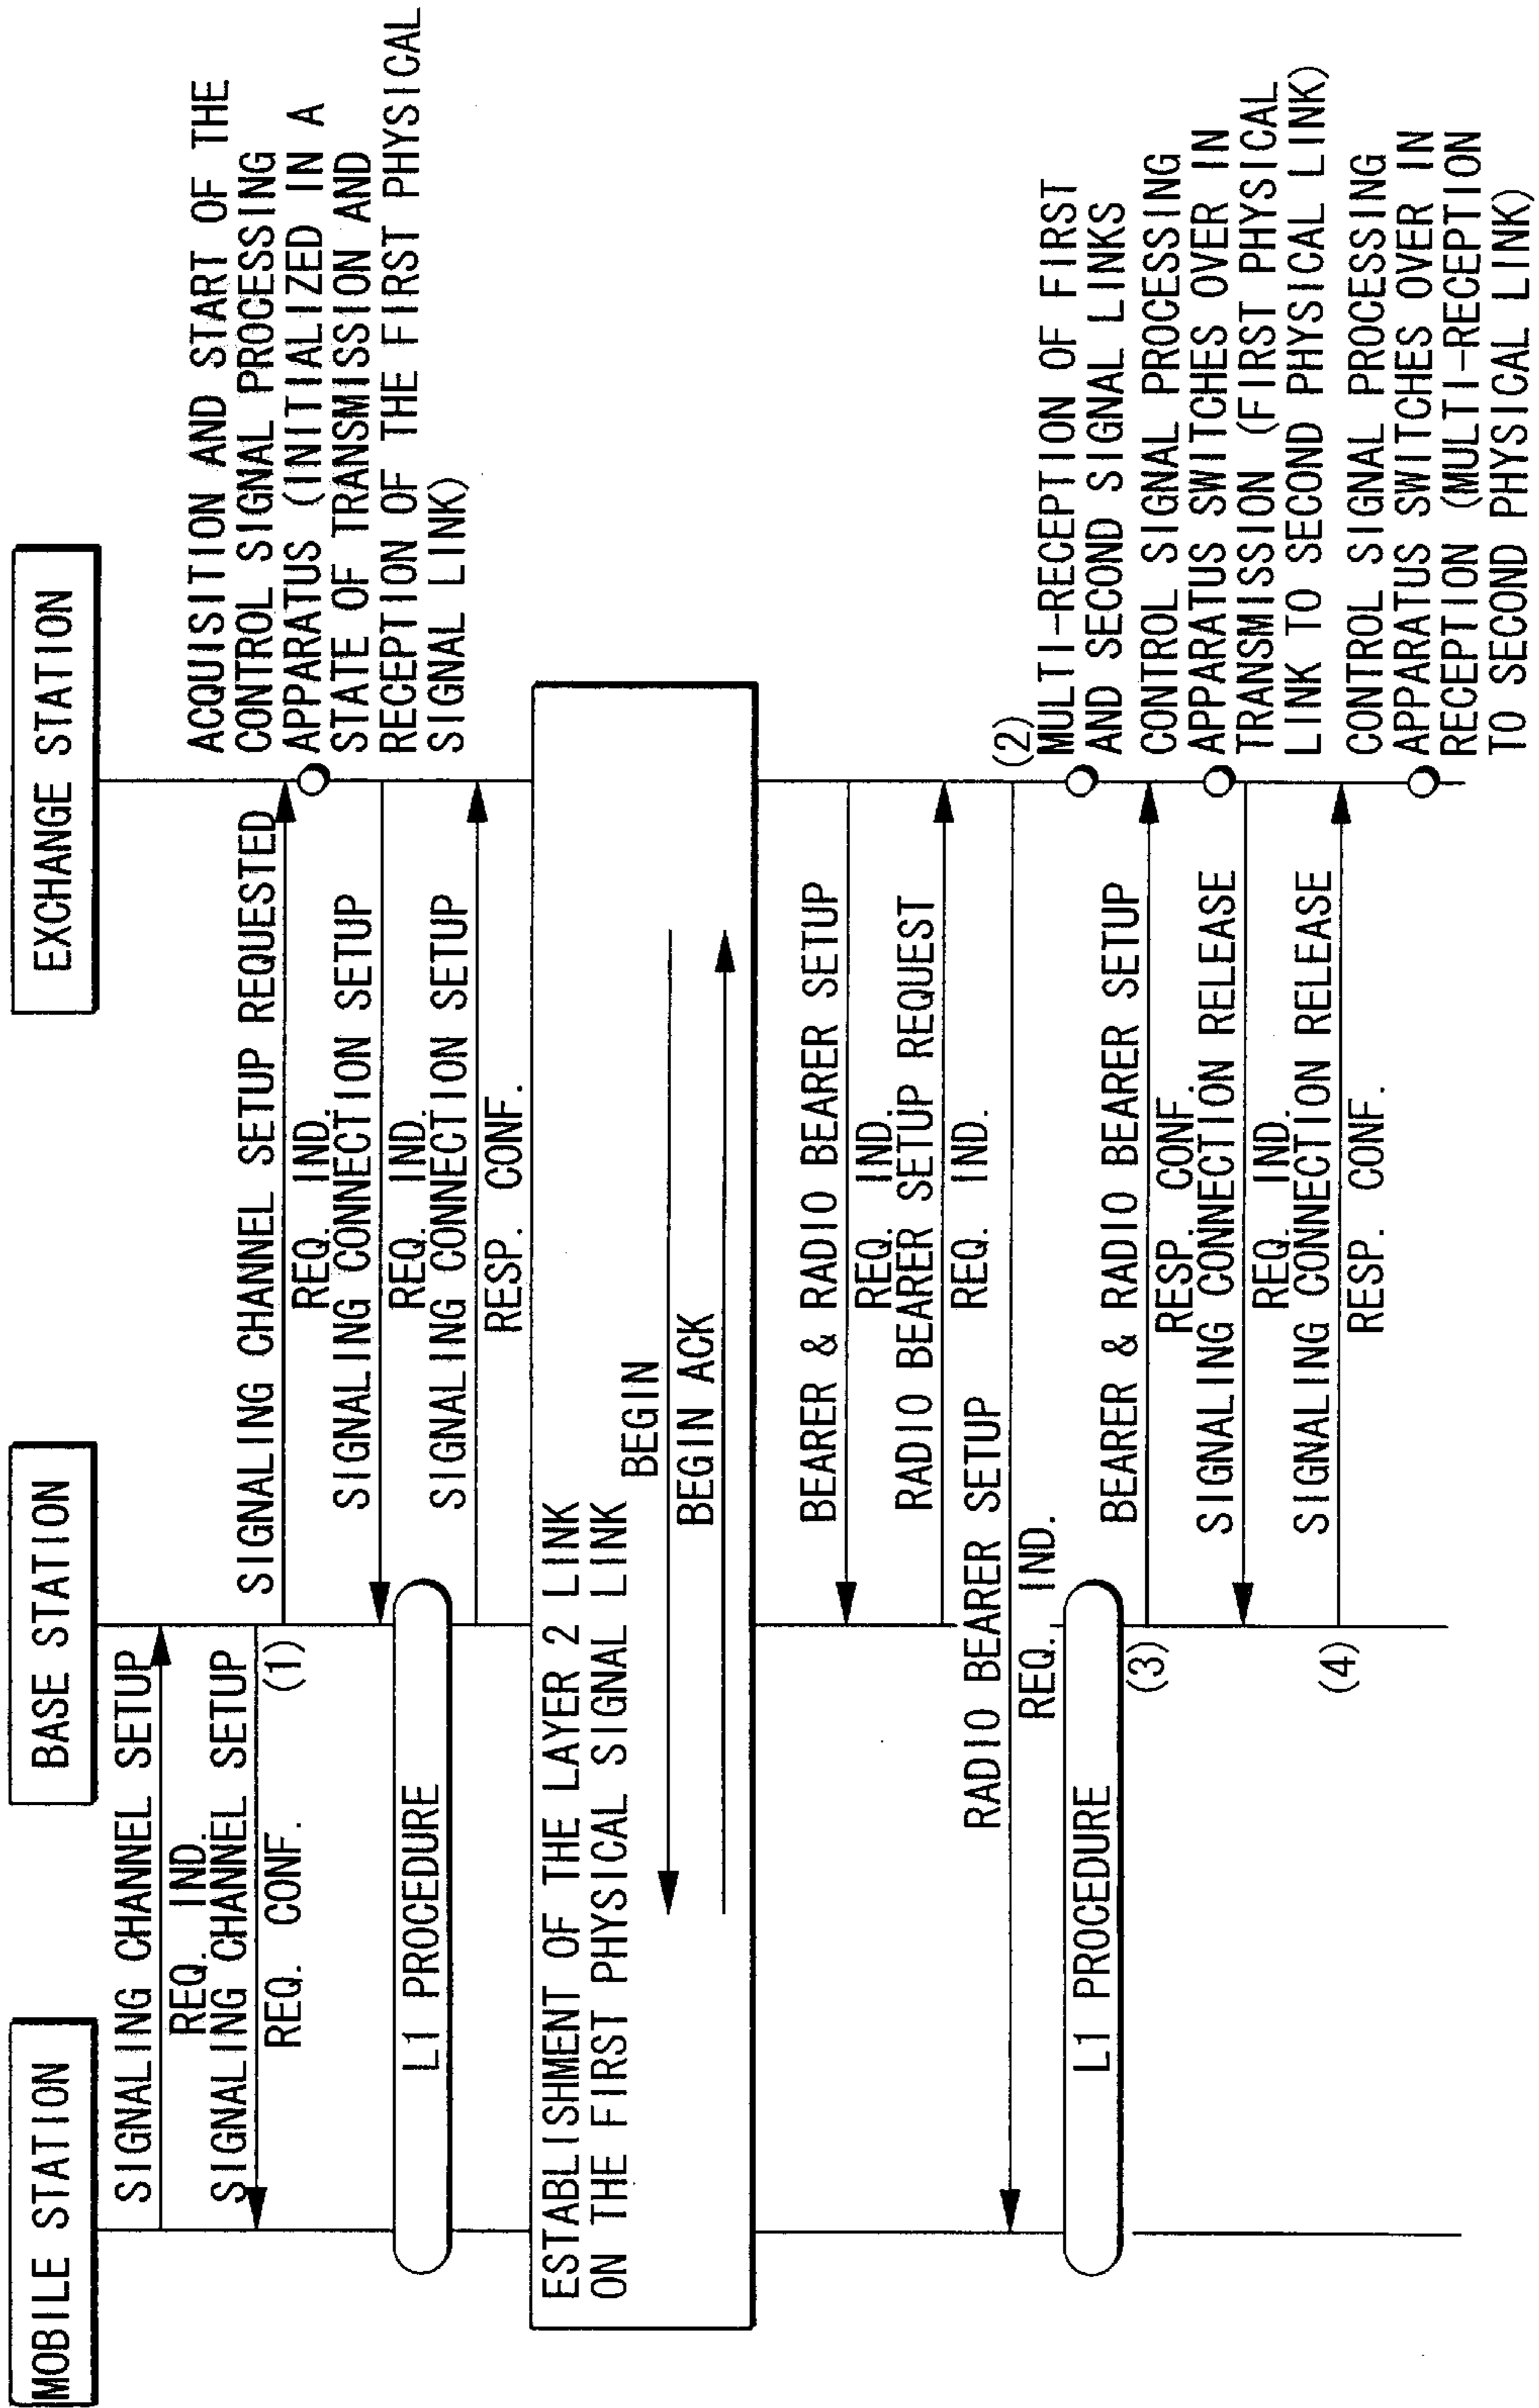 MOBILE STATION
BASE STATION
EXCHANGE STATION
SIGNALING CHANNEL SETUP
REQ. IND.
SIGNALING CHANNEL SETUP
REQ. CONF.
(1)
SIGNALING CHANNEL SETUP REQUESTED
REQ. IND.
ACQUISITION AND START OF THE
CONTROL SIGNAL PROCESSING
APPARATUS (INITIALIZED IN A
STATE OF TRANSMISSION AND
RECEPTION OF THE FIRST PHYSICAL
SIGNAL LINK)
SIGNALING CONNECTION SETUP
REQ. IND.
L1 PROCEDURE
SIGNALING CONNECTION SETUP
RESP. CONF.
ESTABLISHMENT OF THE LAYER 2 LINK
ON THE FIRST PHYSICAL SIGNAL LINK
BEGIN
BEGIN ACK
BEARER & RADIO BEARER SETUP
REQ. IND.
RADIO BEARER SETUP REQUEST
REQ. IND.
RADIO BEARER SETUP
REQ. IND.
(2)
MULTI-RECEPTION OF FIRST
AND SECOND SIGNAL LINKS
L1 PROCEDURE
(3)
BEARER & RADIO BEARER SETUP
RESP. CONF.
CONTROL SIGNAL PROCESSING
APPARATUS SWITCHES OVER IN
TRANSMISSION (FIRST PHYSICAL
LINK TO SECOND PHYSICAL LINK)
SIGNALING CONNECTION RELEASE
REQ. IND.
SIGNALING CONNECTION RELEASE
RESP. CONF.
(4)
CONTROL SIGNAL PROCESSING
APPARATUS SWITCHES OVER IN
RECEPTION (MULTI-RECEPTION
TO SECOND PHYSICAL LINK)